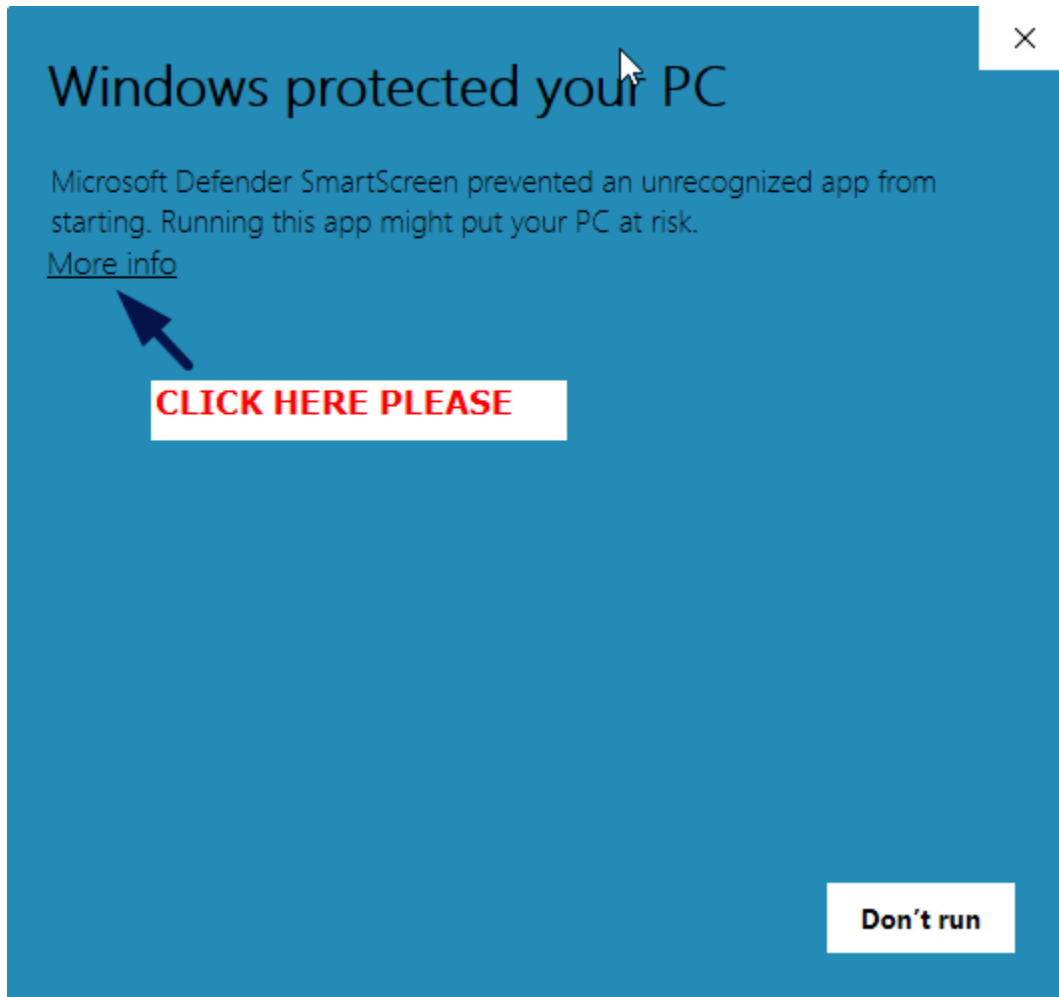 Windows protected your PC
Microsoft Defender SmartScreen prevented an unrecognized app from
starting. Running this app might put your PC at risk.
More info
CLICK HERE PLEASE
Don’t run